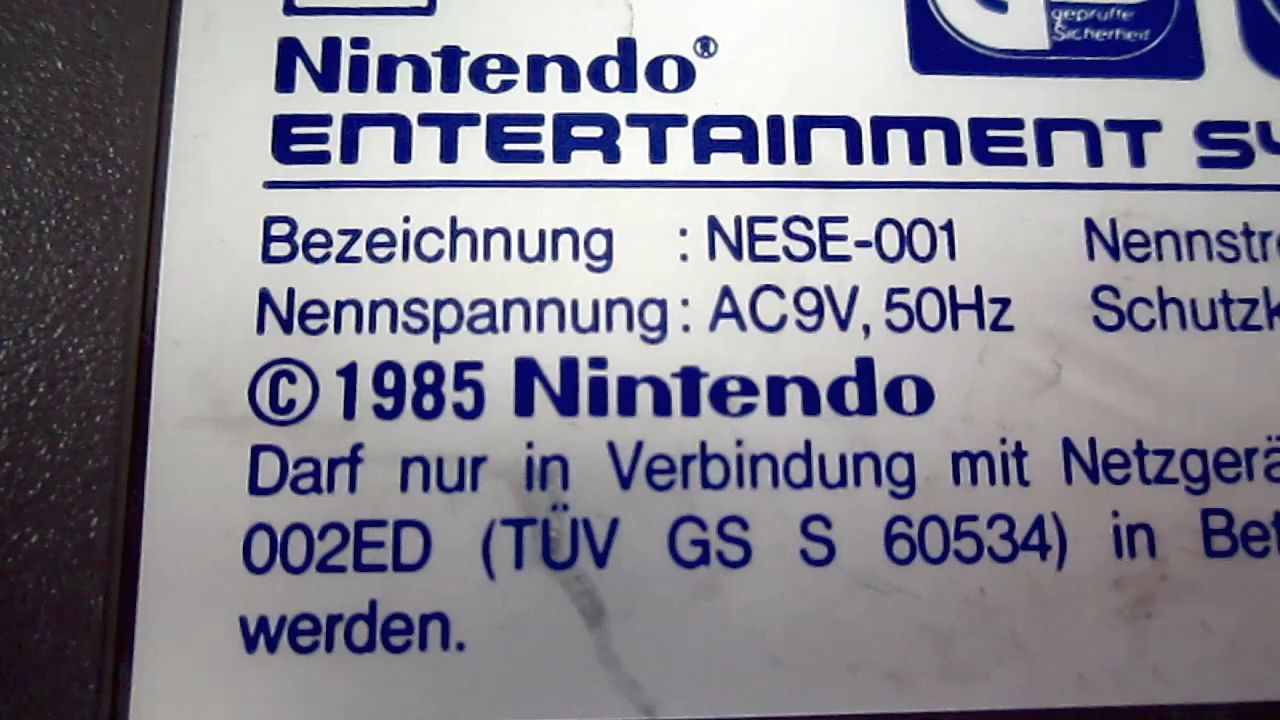 geprüfte
Sicherheit
Nintendo®
ENTERTAINMENT
Bezeichnung : NESE-001
Nennspannung : AC9V, 50Hz
© 1985 Nintendo
Darf nur in Verbindung mit
002ED (TÜV GS S 60534) in
werden.